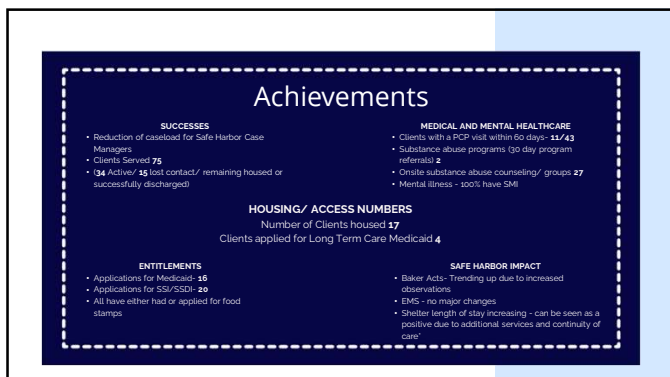 Achievements
SUCCESSES
• Reduction of caseload for Safe Harbor Case
Managers
• Clients Served 75
• (34 Active/ 15 lost contact/ remaining housed or
successfully discharged)
MEDICAL AND MENTAL HEALTHCARE
• Clients with a PCP visit within 60 days- 11/43
• Substance abuse programs (30 day program
referrals) 2
• Onsite substance abuse counseling/ groups 27
• Mental illness - 100% have SMI
HOUSING/ ACCESS NUMBERS
Number of Clients housed 17
Clients applied for Long Term Care Medicaid 4
ENTITLEMENTS
• Applications for Medicaid- 16
• Applications for SSI/SSDI- 20
• All have either had or applied for food
stamps
SAFE HARBOR IMPACT
• Baker Acts- Trending up due to increased
observations
• EMS - no major changes
• Shelter length of stay increasing - can be seen as a
positive due to additional services and continuity of
care*